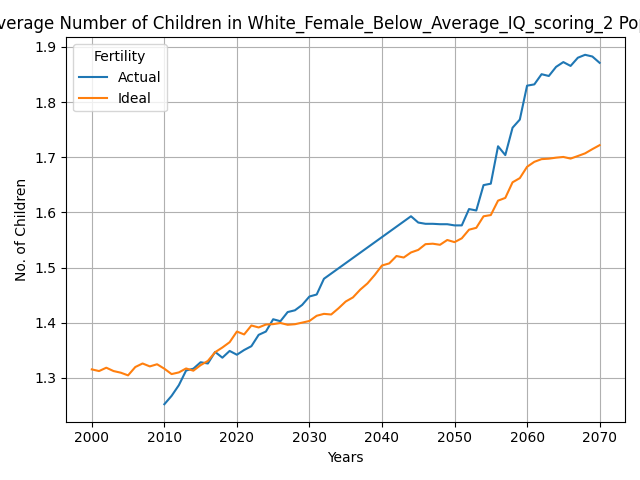 verage Number of Children in White_Female_Below_Average_IQ_scoring_2 Po
Fertility
Actual
Ideal
No. of Children
1.9
1.8
1.7
1.6
1.5
1.4
1.3
2000 2010 2020 2030 2040 2050 2060 2070
Years